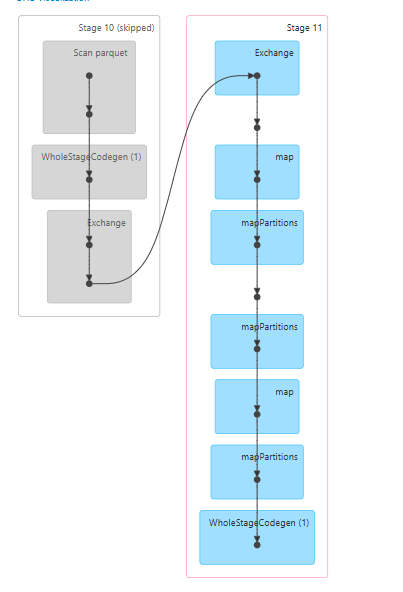 Stage 10 (skipped)
Scan parquet
WholeStageCodegen (1)
Exchange
Stage 11
Exchange
map
mapPartitions
mapPartitions
map
mapPartitions
WholeStageCodegen (1)